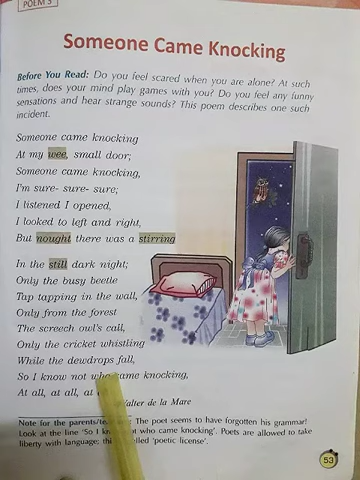 POEM 3
Someone Came Knocking
Before You Read: Do you feel scared when you are alone? At such
times, does your mind play games with you? Do you feel any funny
sensations and hear strange sounds? This poem describes one such
incident.
Someone came knocking
At my wee, small door;
Someone came knocking,
I'm sure- sure- sure;
I listened I opened,
I looked to left and right,
But nought there was a stirring
In the still dark night;
Only the busy beetle
Tap tapping in the wall,
Only from the forest
The screech owl's call,
Only the cricket whistling
While the dewdrops fall,
So I know not who came knocking,
At all, at all, at
Walter de la Mare
Note for the parents/ The poet seems to have forgotten his grammar!
Look at the line 'So I not who came knocking'. Poets are allowed to
take liberty with language; this called 'poetic license'.
53